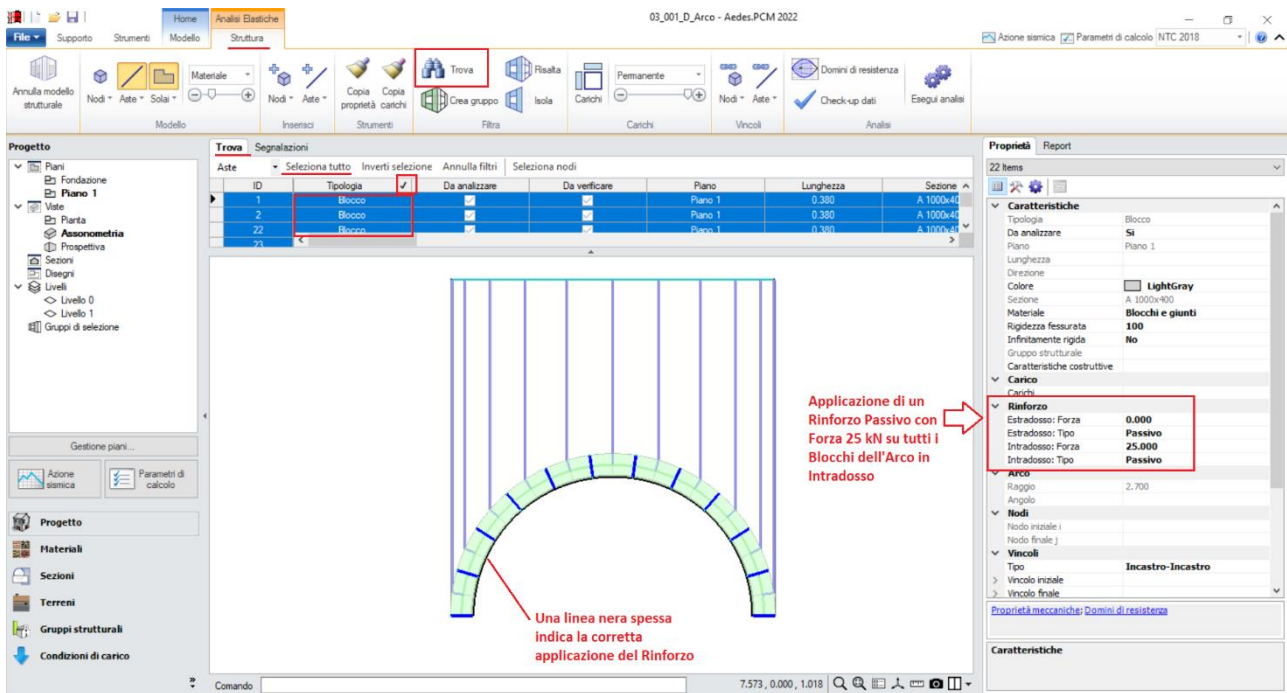 03_001_D_Arco - Aedes.PCM 2022
Home
Analisi Elastiche
File
Supporto
Strumenti
Modello
Struttura
Azione sismica
Parametri di calcolo
NTC 2018
Annulla modello
strutturale
Nodi
Aste
Solai
Materiale
Modello
Nodi
Aste
Inserisci
Copia
proprietà
Copia
carichi
Strumenti
Trova
Crea gruppo
Risalta
Isola
Filtra
Carichi
Permanente
Carichi
Nodi
Aste
Vincoli
Domini di resistenza
Check-up dati
Esegui analisi
Analisi
Progetto
Piani
Fondazione
Piano 1
Viste
Pianta
Assonometria
Prospettiva
Sezioni
Disegni
Livelli
Livello 0
Livello 1
Gruppi di selezione
Gestione piani...
Azione
sismica
Parametri di
calcolo
Progetto
Materiali
Sezioni
Terreni
Gruppi strutturali
Condizioni di carico
Trova
Segnalazioni
Aste
Seleziona tutto
Inverti selezione
Annulla filtri
Seleziona nodi
ID Tipologia Da analizzare Da verificare Piano Lunghezza Sezione
1 Blocco Piano 1 0.380 A 1000x40
2 Blocco Piano 1 0.380 A 1000x40
22 Blocco Piano 1 0.380 A 1000x40
23
Applicazione di un
Rinforzo Passivo con
Forza 25 kN su tutti i
Blocchi dell'Arco in
Intradosso
Una linea nera spessa
indica la corretta
applicazione del Rinforzo
Comando
7.573 , 0.000 , 1.018
Proprietà
Report
22 Items
Caratteristiche
Tipologia Blocco
Da analizzare Si
Piano Piano 1
Lunghezza
Direzione
Colore LightGray
Sezione A 1000x400
Materiale Blocchi e giunti
Rigidezza fessurata 100
Infinitamente rigida No
Gruppo strutturale
Caratteristiche costruttive
Carico
Carichi
Rinforzo
Estradosso: Forza 0.000
Estradosso: Tipo Passivo
Intradosso: Forza 25.000
Intradosso: Tipo Passivo
Arco
Raggio 2.700
Angolo
Nodi
Nodo iniziale i
Nodo finale j
Vincoli
Tipo Incastro-Incastro
Vincolo iniziale
Vincolo finale
Proprietà meccaniche; Domini di resistenza
Caratteristiche